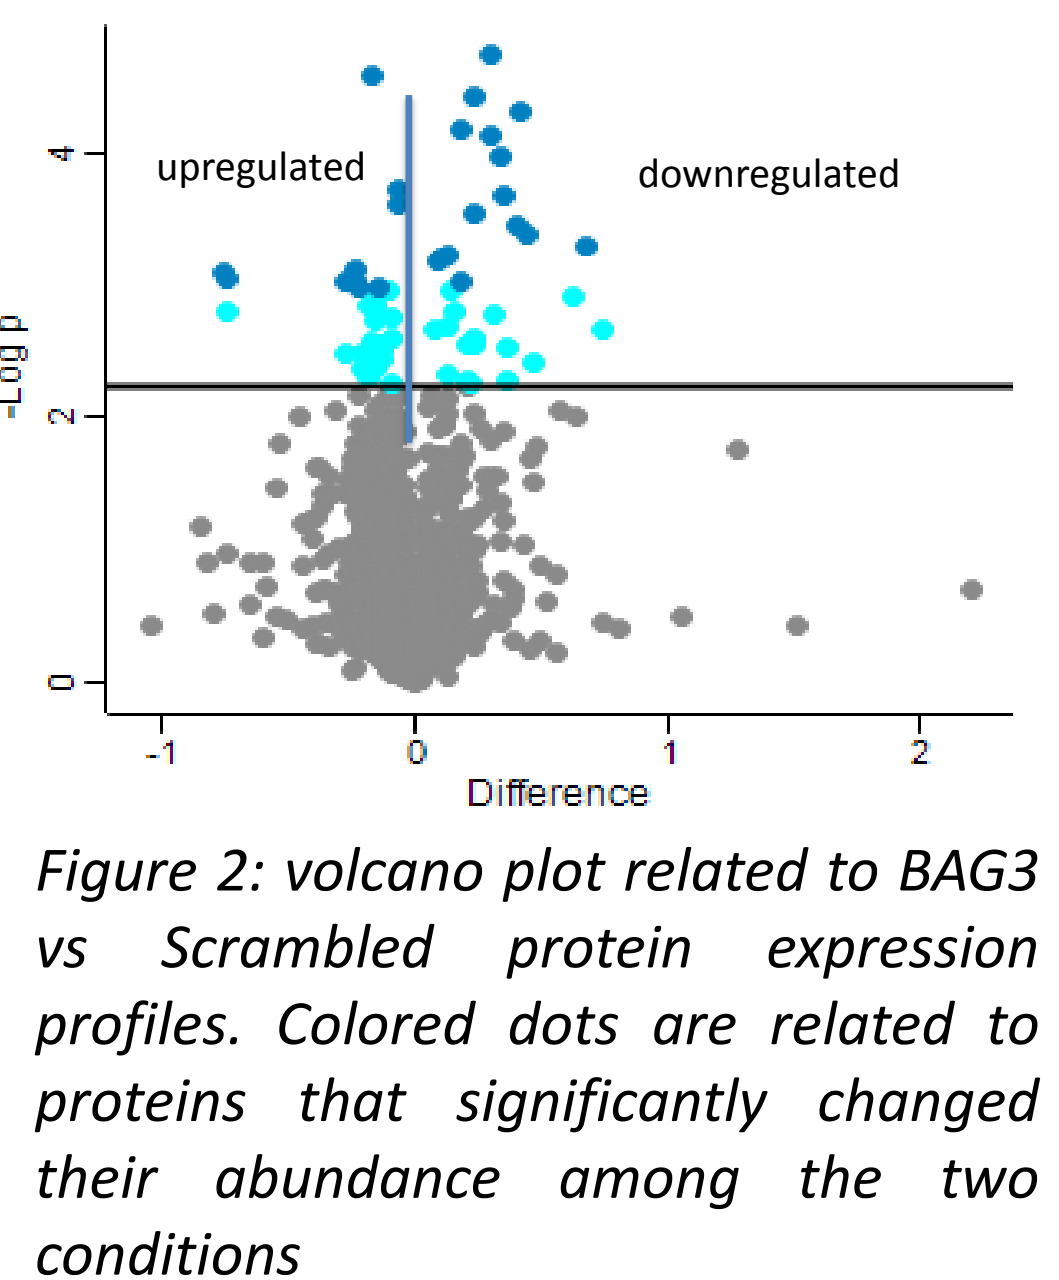 4
upregulated
downregulated
-Log p
2
0
-1
0
1
2
Difference
Figure 2: volcano plot related to BAG3
vs Scrambled protein expression
profiles. Colored dots are related to
proteins that significantly changed
their abundance among the two
conditions